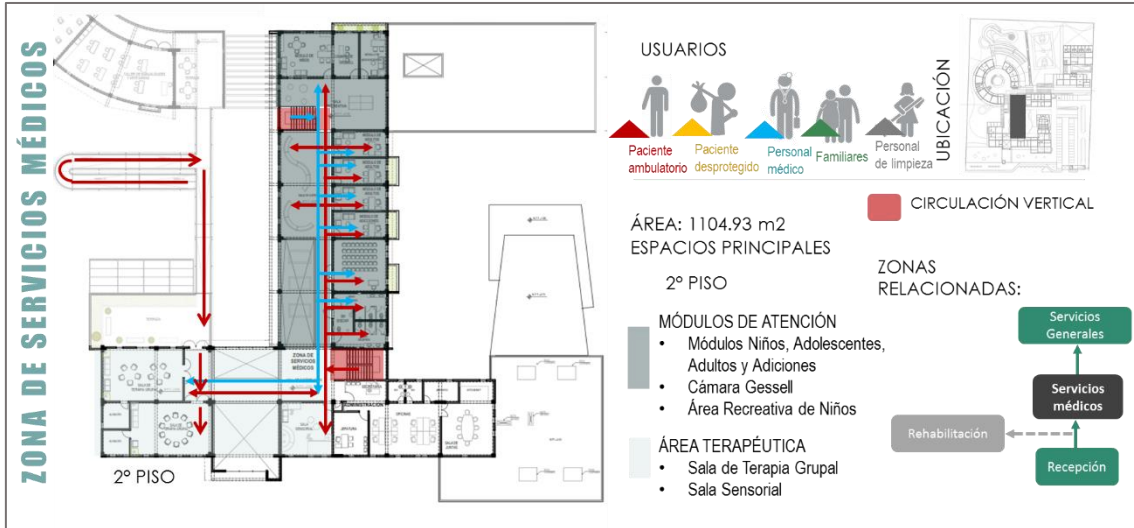 ZONA DE SERVICIOS MÉDICOS
2º PISO
ZONA DE
SERVICIOS
MÉDICOS
ADMINISTRACIÓN
USUARIOS
Paciente
ambulatorio
Paciente
desprotegido
Personal
médico
Familiares
Personal
de limpieza
UBICACIÓN
CIRCULACIÓN VERTICAL
ÁREA: 1104.93 m2
ESPACIOS PRINCIPALES
2º PISO
MÓDULOS DE ATENCIÓN
• Módulos Niños, Adolescentes,
Adultos y Adiciones
• Cámara Gessell
• Área Recreativa de Niños
ÁREA TERAPÉUTICA
• Sala de Terapia Grupal
• Sala Sensorial
ZONAS
RELACIONADAS:
Servicios
Generales
Servicios
médicos
Rehabilitación
Recepción